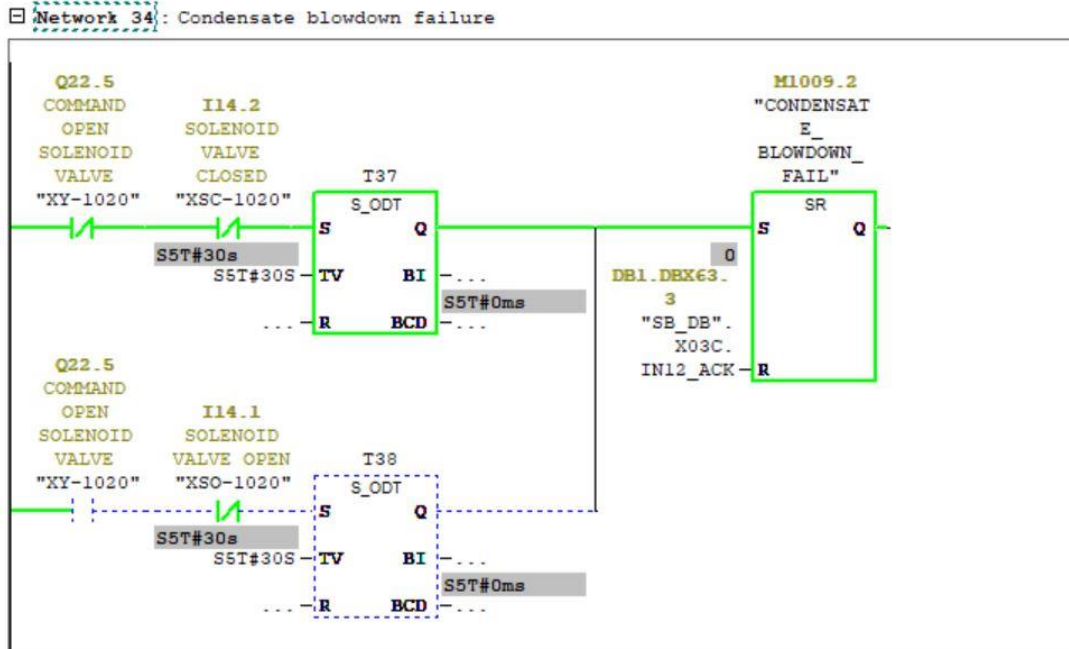 Network 34 : Condensate blowdown failure
Q22.5
COMMAND
OPEN
SOLENOID
VALVE
"XY-1020"
I14.2
SOLENOID
VALVE
CLOSED
"XSC-1020"
T37
S_ODT
S Q
S5T#30s
S5T#30S TV BI ...
S5T#0ms
... R BCD ...
M1009.2
"CONDENSAT
E_
BLOWDOWN_
FAIL"
SR
S Q
0
DB1.DBX63.
3
"SB_DB".
X03C.
IN12_ACK R
Q22.5
COMMAND
OPEN
SOLENOID
VALVE
"XY-1020"
I14.1
SOLENOID
VALVE OPEN
"XSO-1020"
T38
S_ODT
S Q
S5T#30s
S5T#30S TV BI ...
S5T#0ms
... R BCD ...